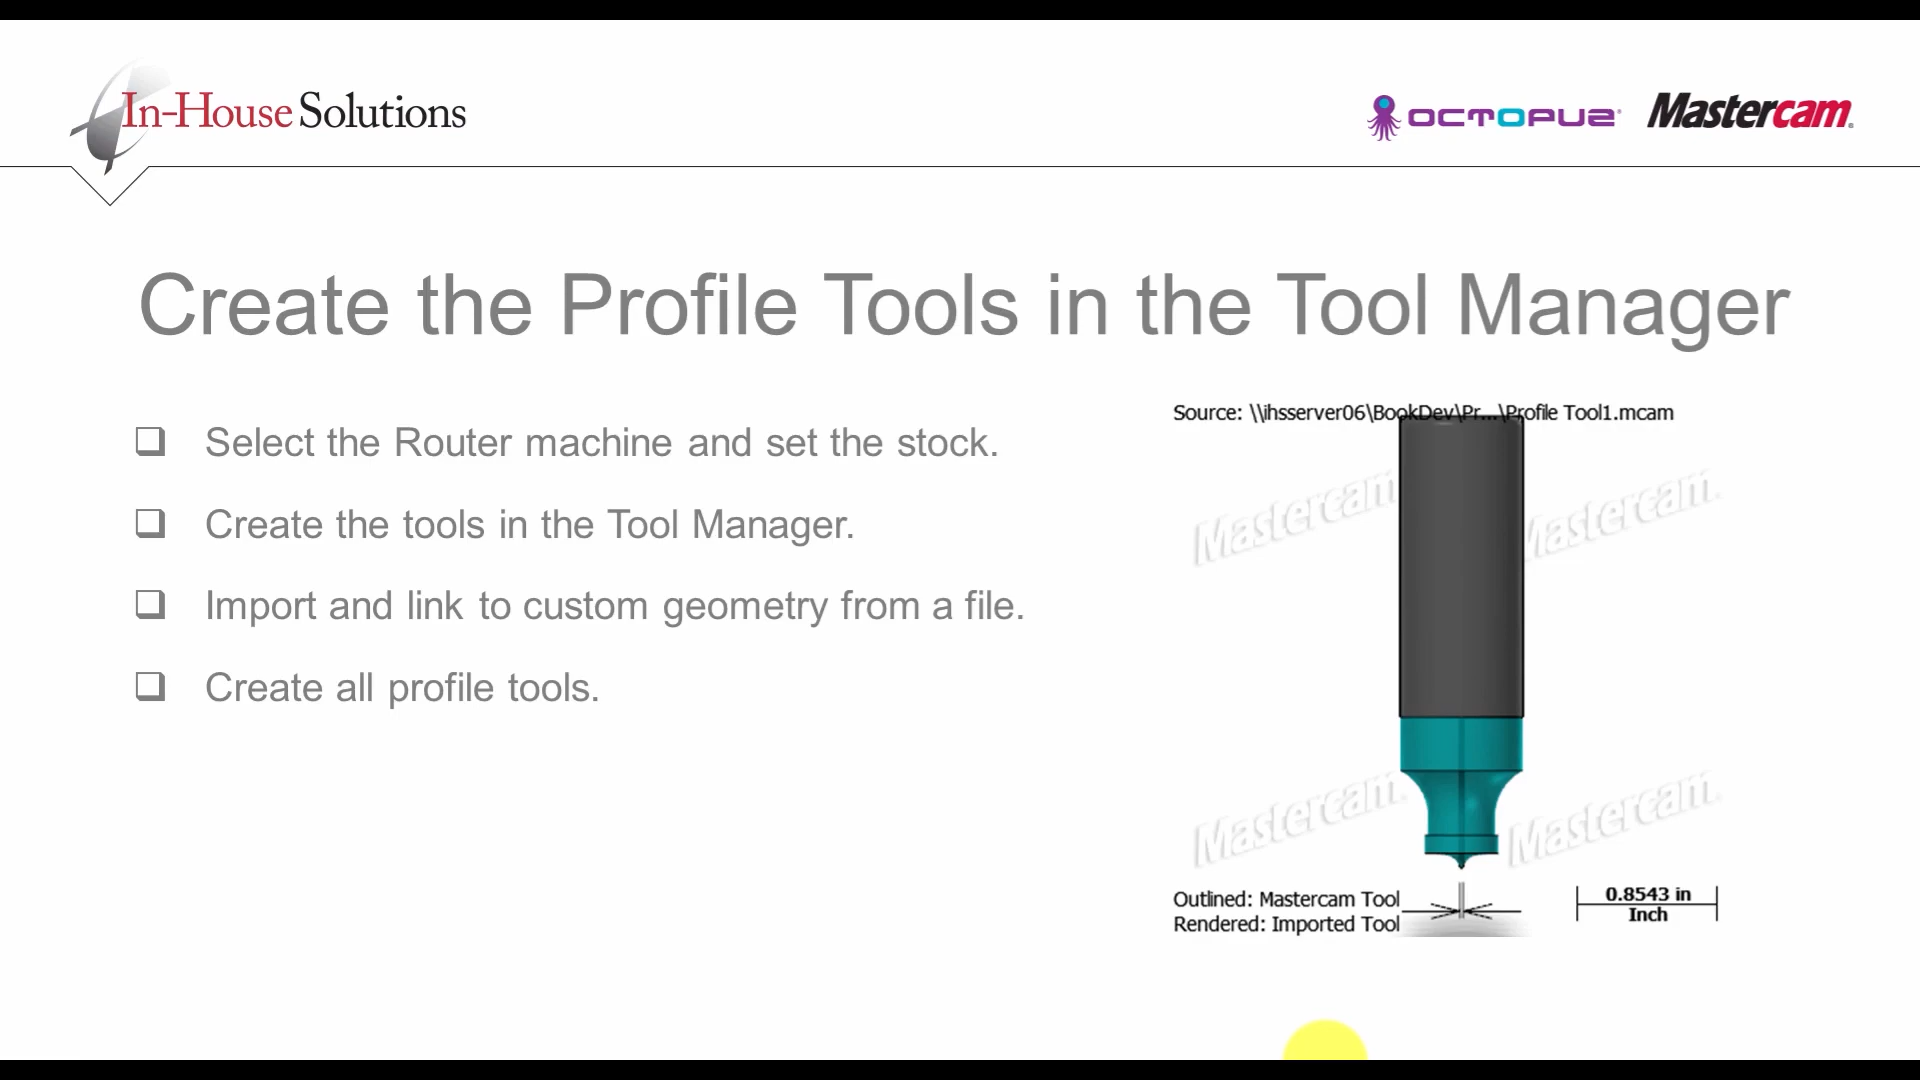 In-House Solutions
OCTOPUZ
Mastercam
Create the Profile Tools in the Tool Manager
Select the Router machine and set the stock.
Create the tools in the Tool Manager.
Import and link to custom geometry from a file.
Create all profile tools.
Source: \\ihsserver06\BookDev\Pr...\Profile Tool1.mcam
Mastercam
Mastercam
Mastercam
Mastercam
Outlined: Mastercam Tool
Rendered: Imported Tool
0.8543 in
Inch